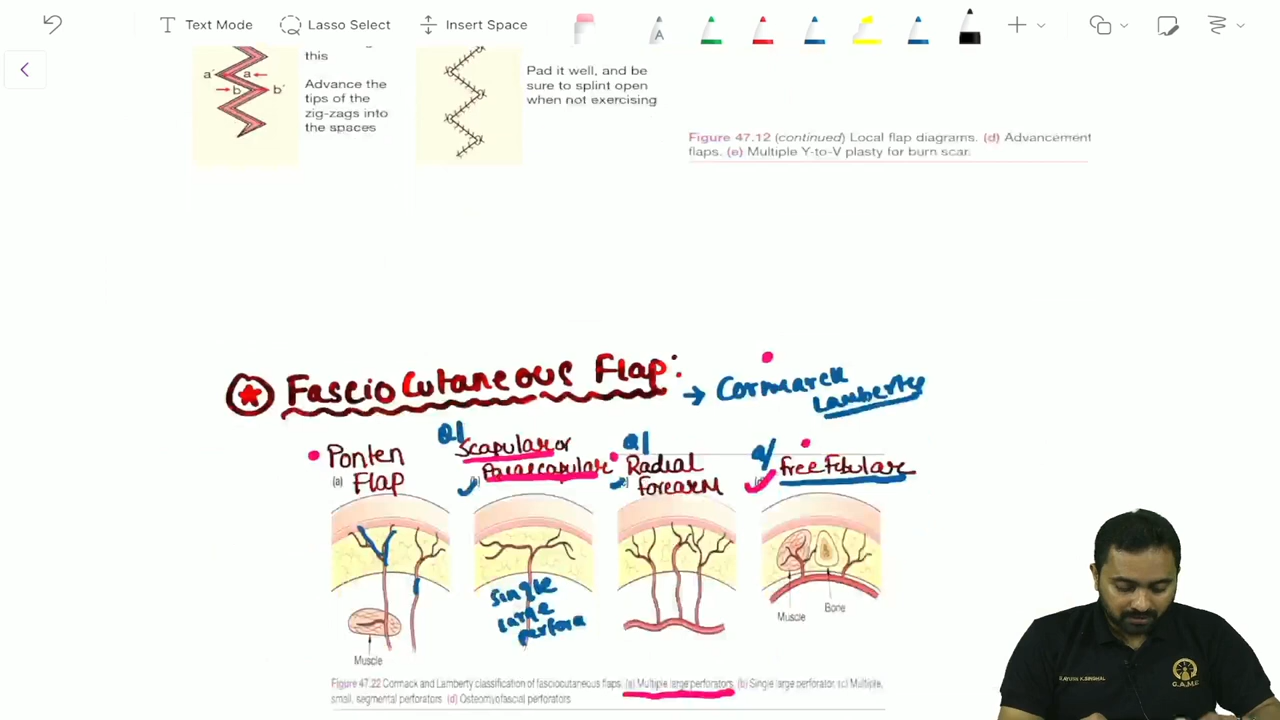 Text Mode
Lasso Select
Insert Space
A
this
a' a
b b'
Advance the
tips of the
zig-zags into
the spaces
Pad it well, and be
sure to splint open
when not exercising
Figure 47.12 (continued) Local flap diagrams. (d) Advancement
flaps. (e) Multiple Y-to-V plasty for burn scar.
FascioCutaneous Flap:
→ Cormarck
Lamberty
Ponten
Flap
(a)
Scapular or
Parascapular
Radial
Forearm
Free Fibular
Single
large
perfora
Muscle
Muscle
Bone
Figure 47.22 Cormack and Lamberty classification of fasciocutaneous flaps. (a) Multiple large perforators. (b) Single large perforator. (c) Multiple,
small, segmental perforators. (d) Osteomyofascial perforators
G.A.M.E